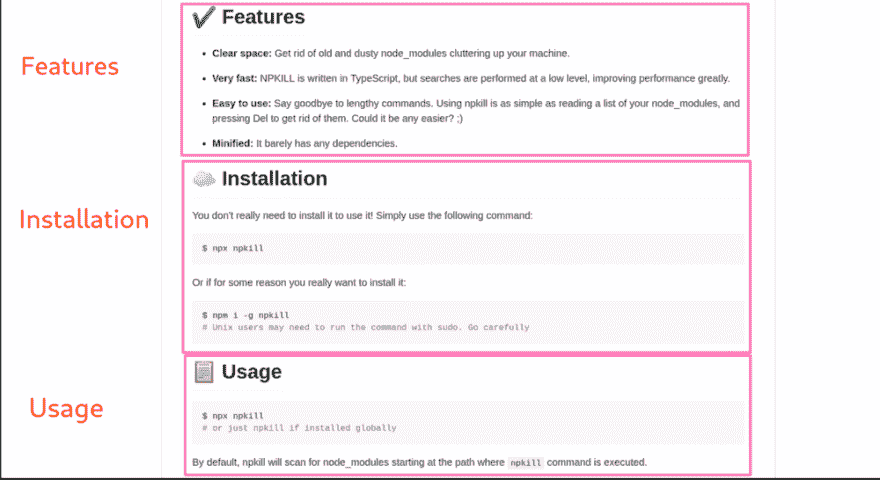 Features
✔ Features
• Clear space: Get rid of old and dusty node_modules cluttering up your machine.
• Very fast: NPKILL is written in TypeScript, but searches are performed at a low level, improving performance greatly.
• Easy to use: Say goodbye to lengthy commands. Using npkill is as simple as reading a list of your node_modules, and
pressing Del to get rid of them. Could it be any easier? ;)
• Minified: It barely has any dependencies.
Installation
Installation
You don't really need to install it to use it! Simply use the following command:
$ npx npkill
Or if for some reason you really want to install it:
$ npm i -g npkill
# Unix users may need to run the command with sudo. Go carefully
Usage
Usage
$ npx npkill
# or just npkill if installed globally
By default, npkill will scan for node_modules starting at the path where npkill command is executed.